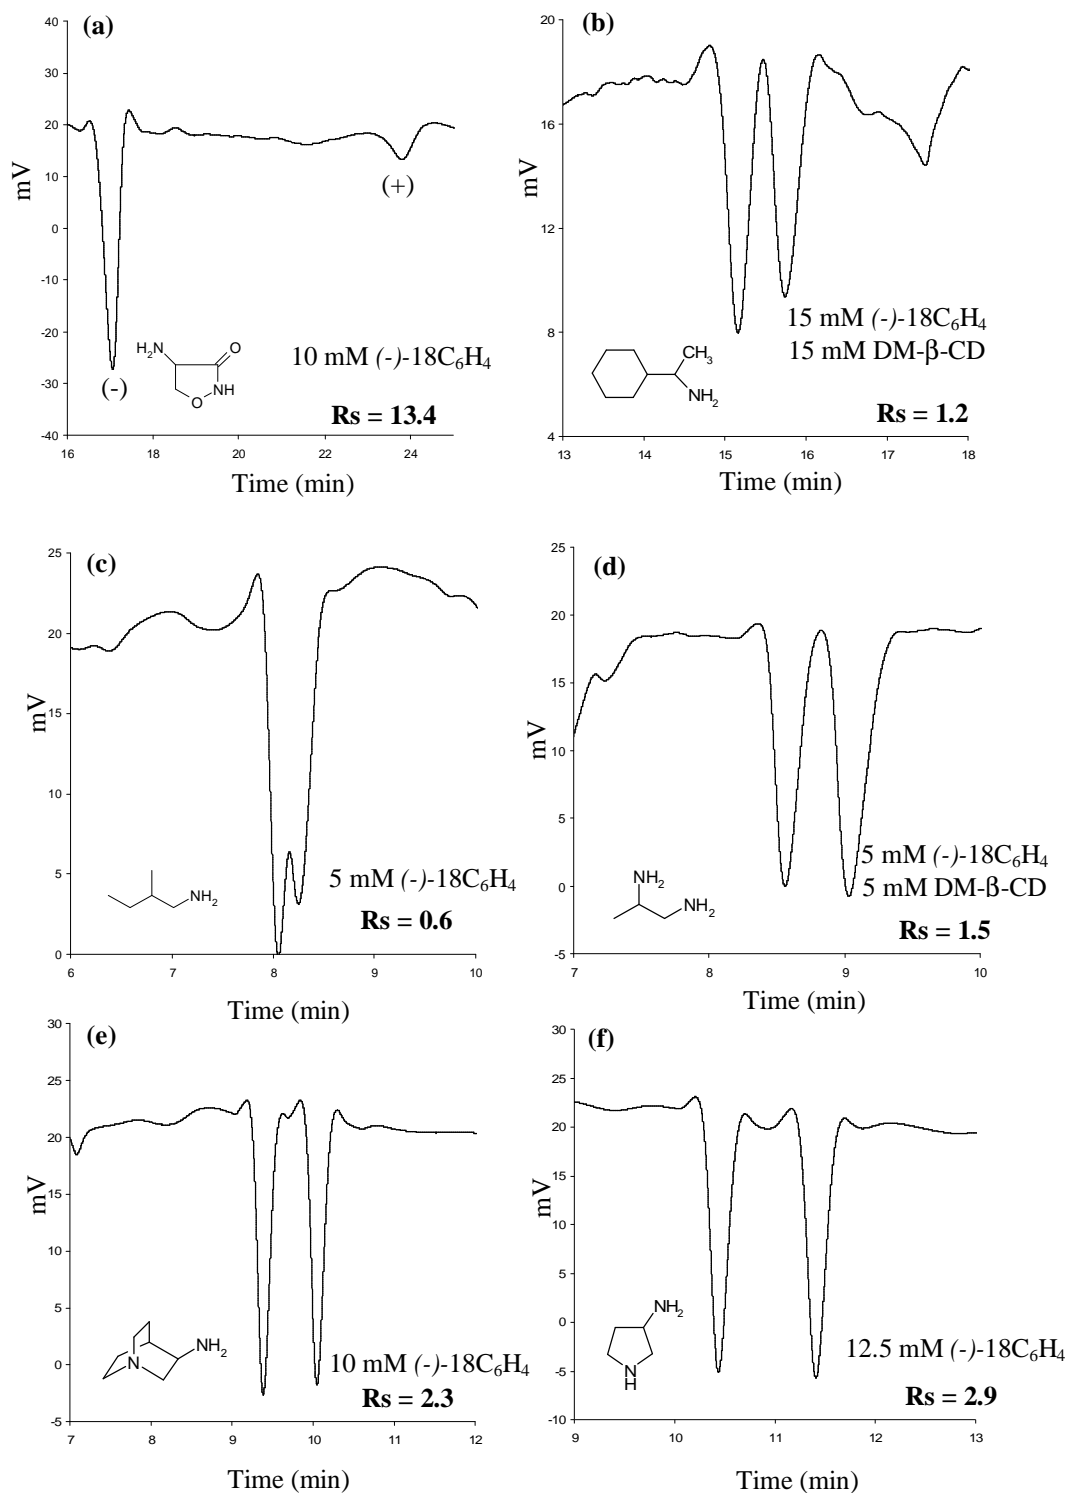 (a)
40
30
20
10
0
-10
-20
-30
-40
mV
(-)
(+)
H₂N
O
NH
O
10 mM (-)-18C₆H₄
Rs = 13.4
16 18 20 22 24
Time (min)
(b)
20
16
12
8
4
mV
CH₃
NH₂
15 mM (-)-18C₆H₄
15 mM DM-β-CD
Rs = 1.2
13 14 15 16 17 18
Time (min)
(c)
25
20
15
10
5
0
mV
NH₂
5 mM (-)-18C₆H₄
Rs = 0.6
6 7 8 9 10
Time (min)
(d)
25
20
15
10
5
0
-5
mV
NH₂
NH₂
5 mM (-)-18C₆H₄
5 mM DM-β-CD
Rs = 1.5
7 8 9 10
Time (min)
(e)
30
25
20
15
10
5
0
-5
mV
N
NH₂
10 mM (-)-18C₆H₄
Rs = 2.3
7 8 9 10 11 12
Time (min)
(f)
30
25
20
15
10
5
0
-5
-10
mV
NH₂
N
H
12.5 mM (-)-18C₆H₄
Rs = 2.9
9 10 11 12 13
Time (min)